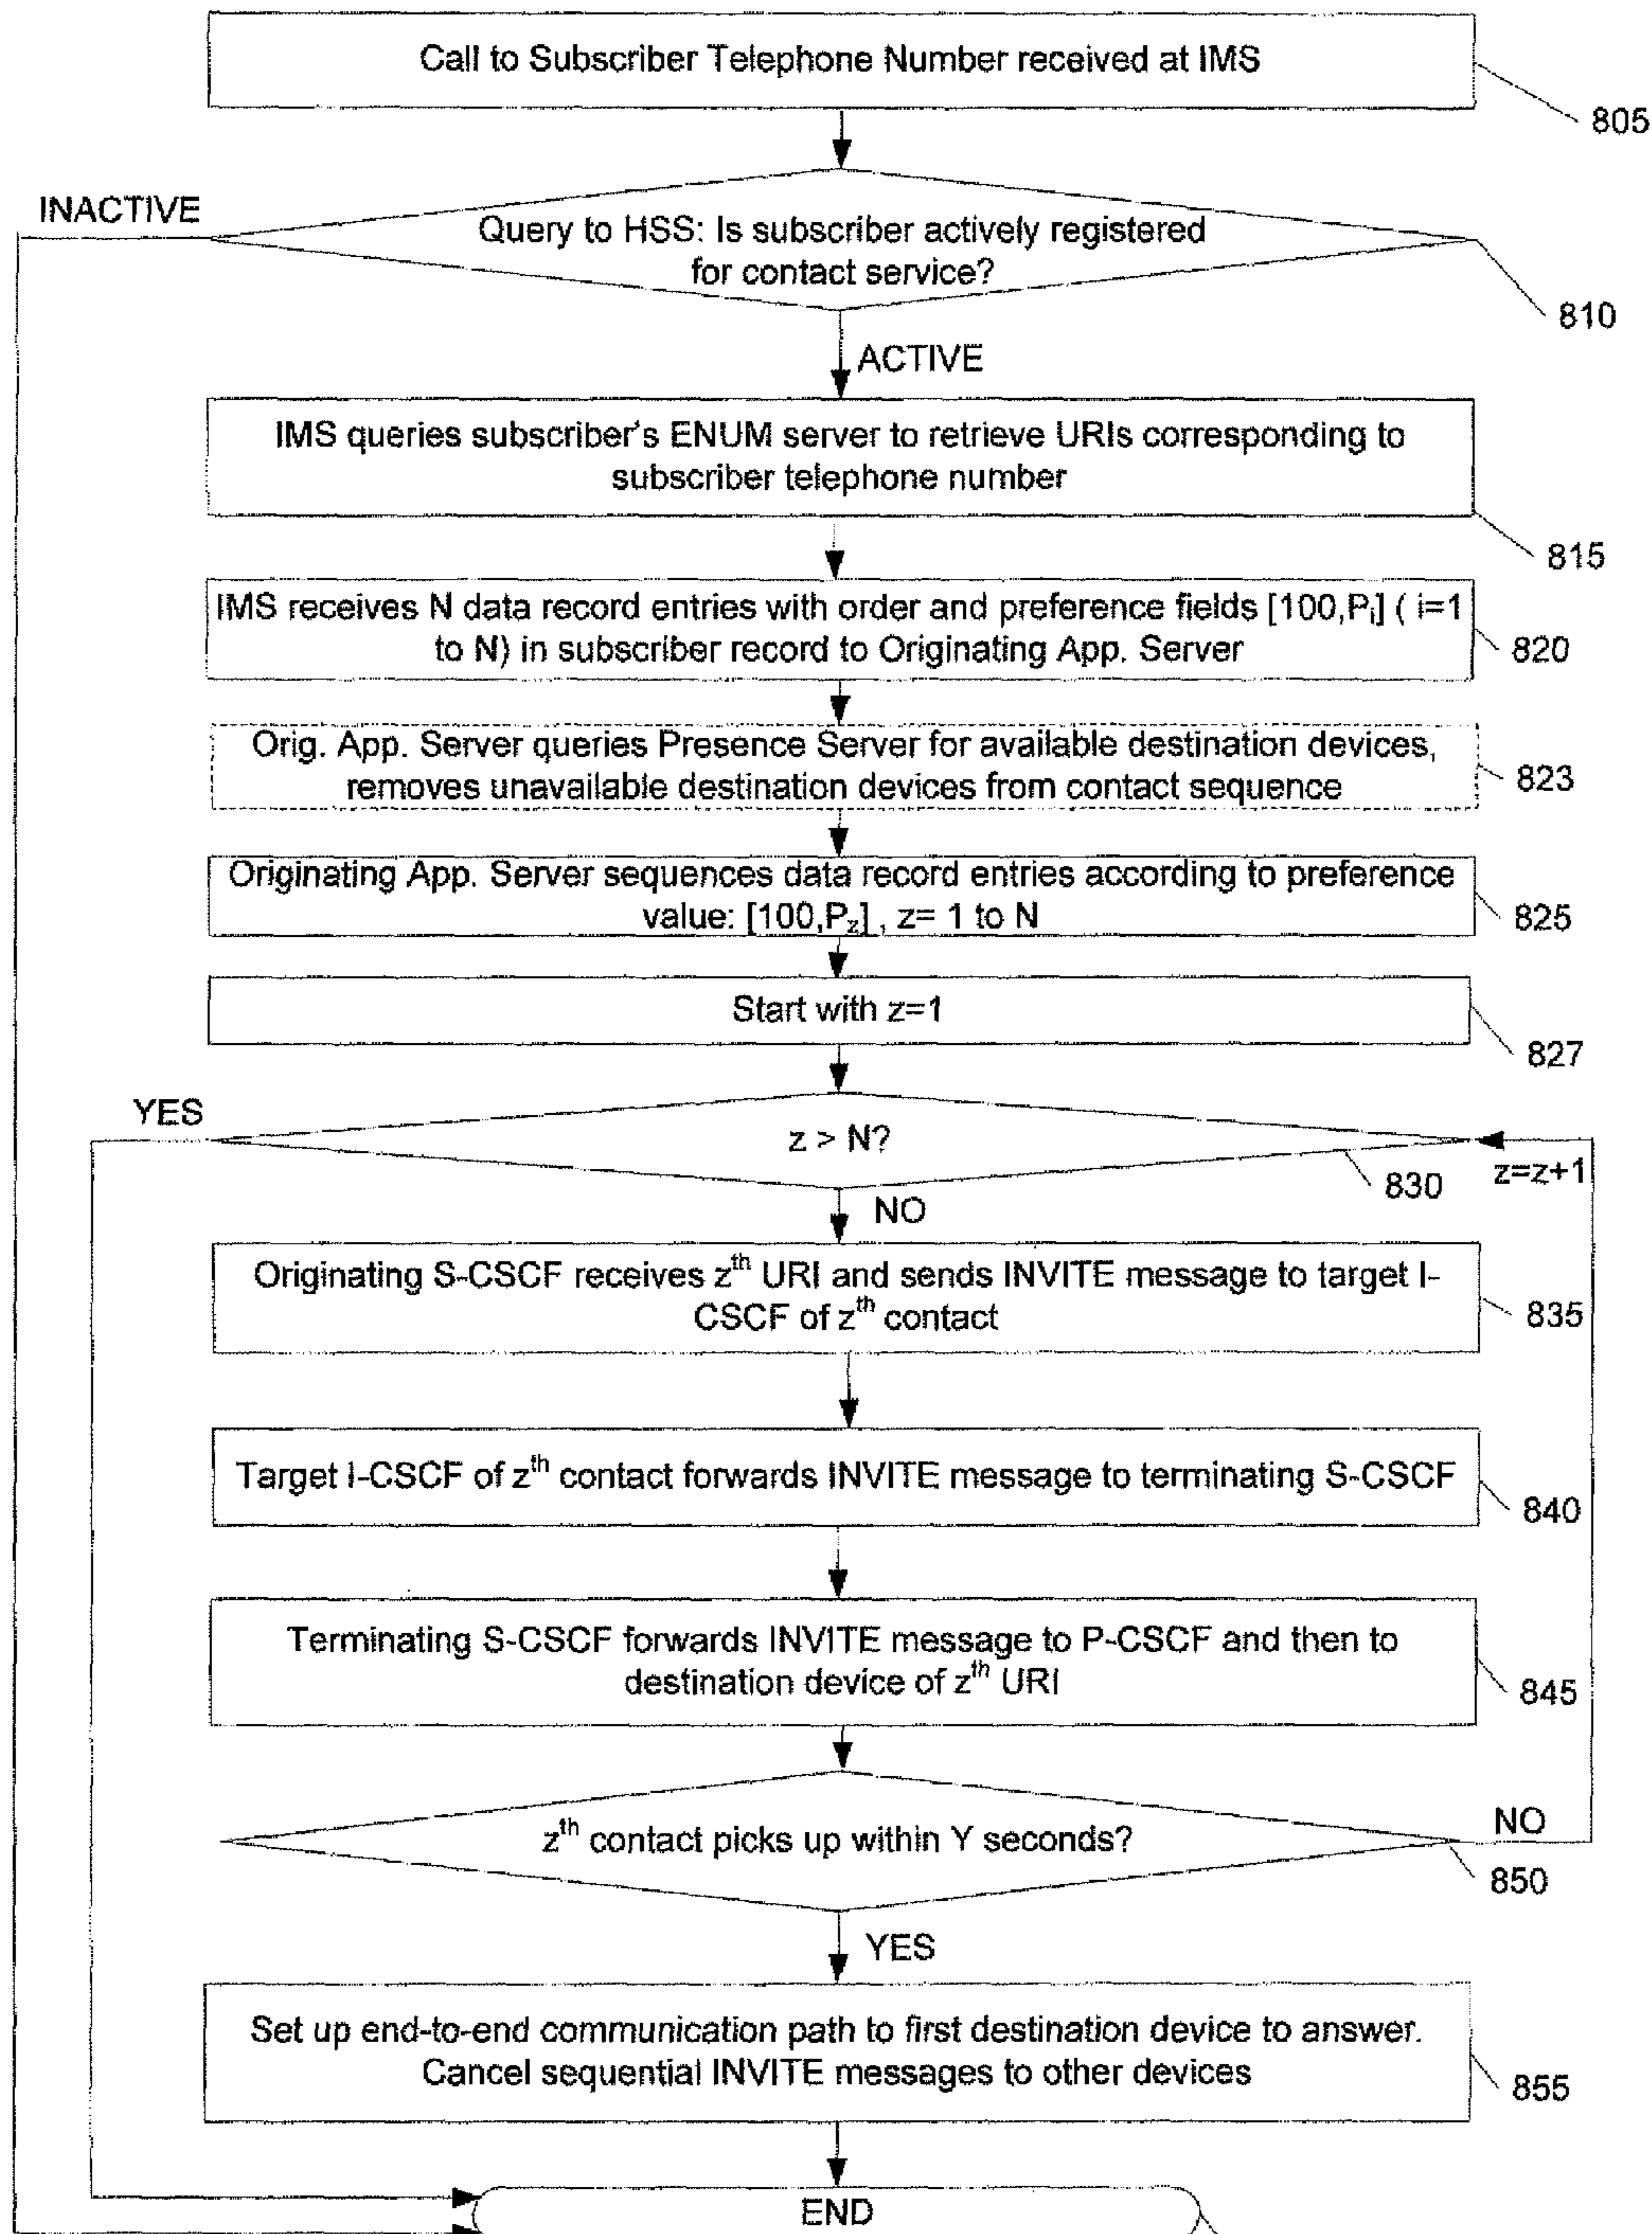 Call to Subscriber Telephone Number received at IMS
805
INACTIVE
Query to HSS: Is subscriber actively registered
for contact service?
810
ACTIVE
IMS queries subscriber's ENUM server to retrieve URIs corresponding to
subscriber telephone number
815
IMS receives N data record entries with order and preference fields [100,Pi] ( i=1
to N) in subscriber record to Originating App. Server
820
Orig. App. Server queries Presence Server for available destination devices,
removes unavailable destination devices from contact sequence
823
Originating App. Server sequences data record entries according to preference
value: [100,Pz] , z= 1 to N
825
Start with z=1
827
YES
z > N?
830
z=z+1
NO
Originating S-CSCF receives zth URI and sends INVITE message to target I-
CSCF of zth contact
835
Target I-CSCF of zth contact forwards INVITE message to terminating S-CSCF
840
Terminating S-CSCF forwards INVITE message to P-CSCF and then to
destination device of zth URI
845
zth contact picks up within Y seconds?
NO
850
YES
Set up end-to-end communication path to first destination device to answer.
Cancel sequential INVITE messages to other devices
855
END